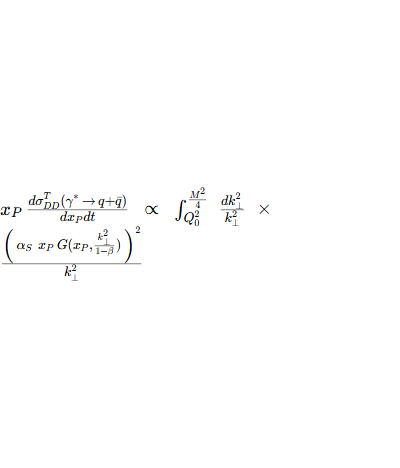 $x_P \, \frac{d\sigma^T_{DD}(\gamma^* \to q + \bar{q})}{dx_P dt} \;\propto\; \int_{Q_0^2}^{\frac{M^2}{4}} \frac{dk_\perp^2}{k_\perp^2} \;\times$
$\frac{\left( \alpha_S \; x_P \, G(x_P, \frac{k_\perp^2}{1-\beta}) \right)^2}{k_\perp^2}$